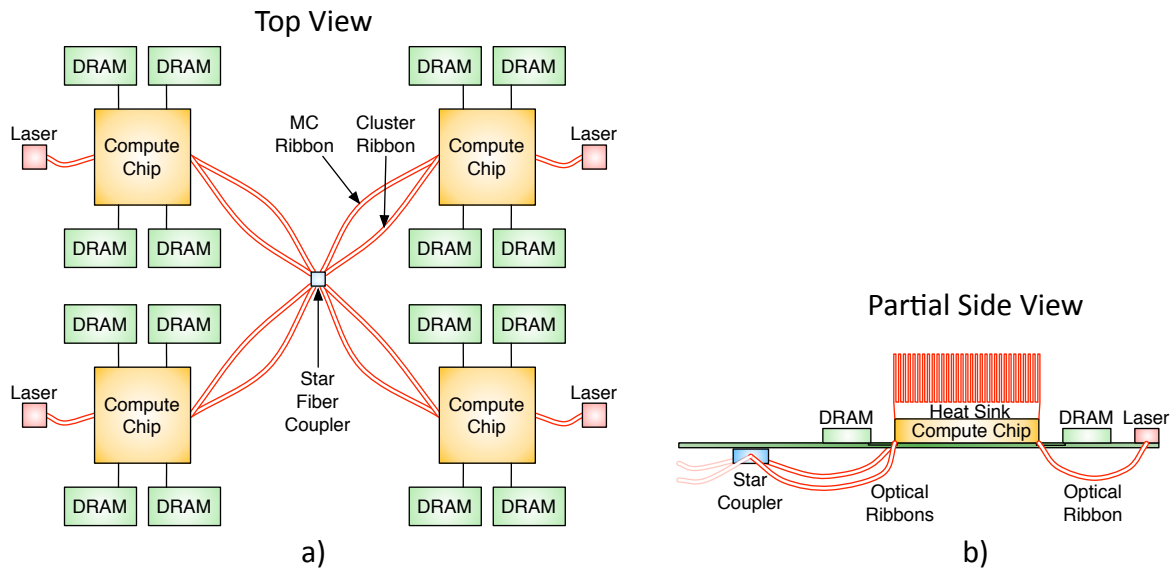 Top View
DRAM DRAM DRAM DRAM
Laser
Compute
Chip
MC
Ribbon
Cluster
Ribbon
Compute
Chip
Laser
DRAM DRAM DRAM DRAM
DRAM DRAM DRAM DRAM
Laser
Compute
Chip
Star
Fiber
Coupler
Compute
Chip
Laser
DRAM DRAM DRAM DRAM
a)
Partial Side View
Heat Sink
DRAM Compute Chip DRAM Laser
Star
Coupler
Optical
Ribbons
Optical
Ribbon
b)